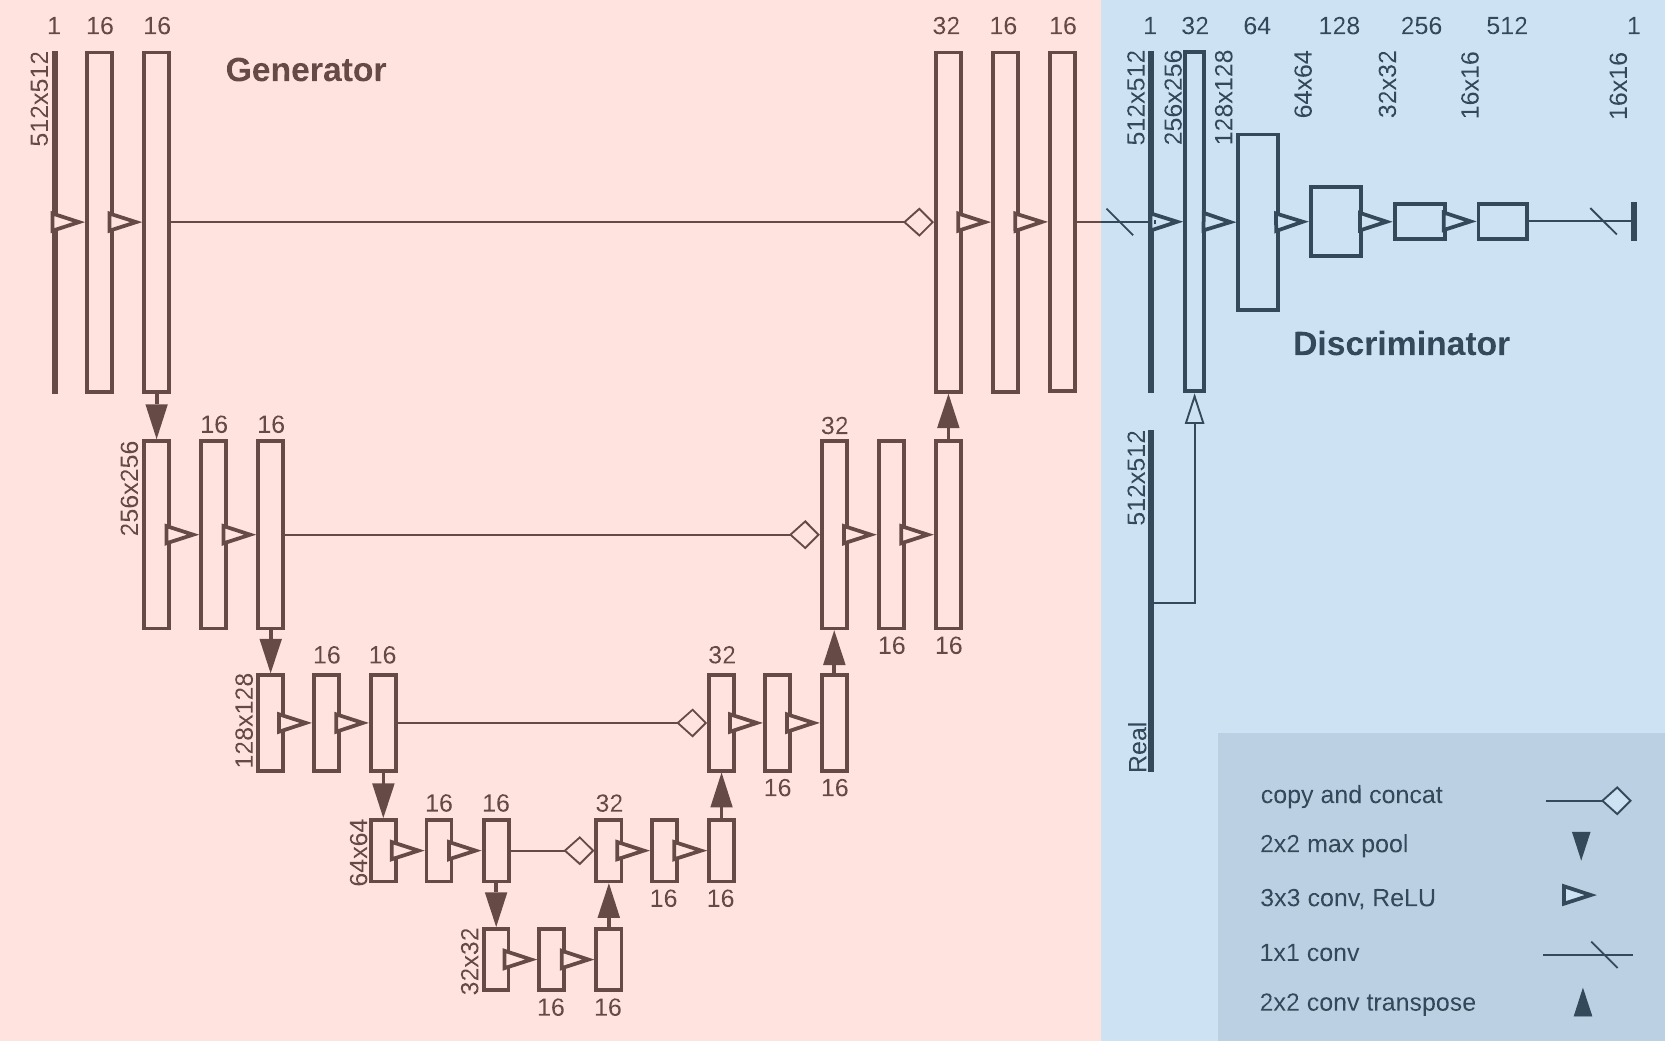 1 16 16 32 16 16 1 32 64 128 256 512 1
512x512
Generator
512x512
256x256
128x128
64x64
32x32
16x16
16x16
Discriminator
16 16 32
256x256
512x512
16 16
16 16 32
128x128
Real
16 16
16 16 32
64x64
16 16
32x32
16 16
copy and concat
2x2 max pool
3x3 conv, ReLU
1x1 conv
2x2 conv transpose